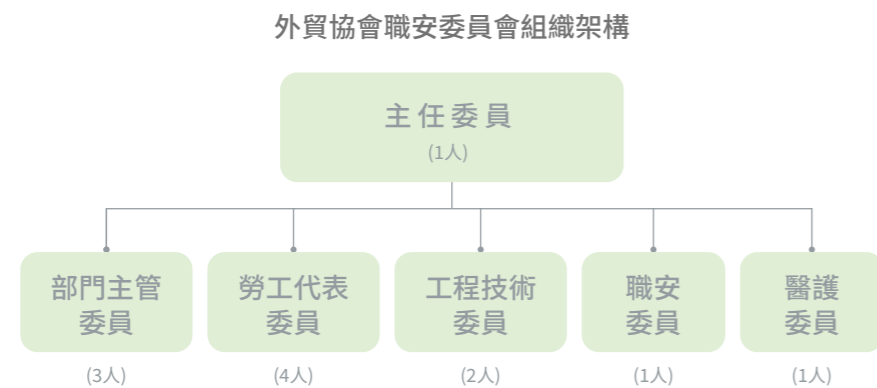 外貿協會職安委員會組織架構
主任委員
(1人)
部門主管
委員
(3人)
勞工代表
委員
(4人)
工程技術
委員
(2人)
職安
委員
(1人)
醫護
委員
(1人)